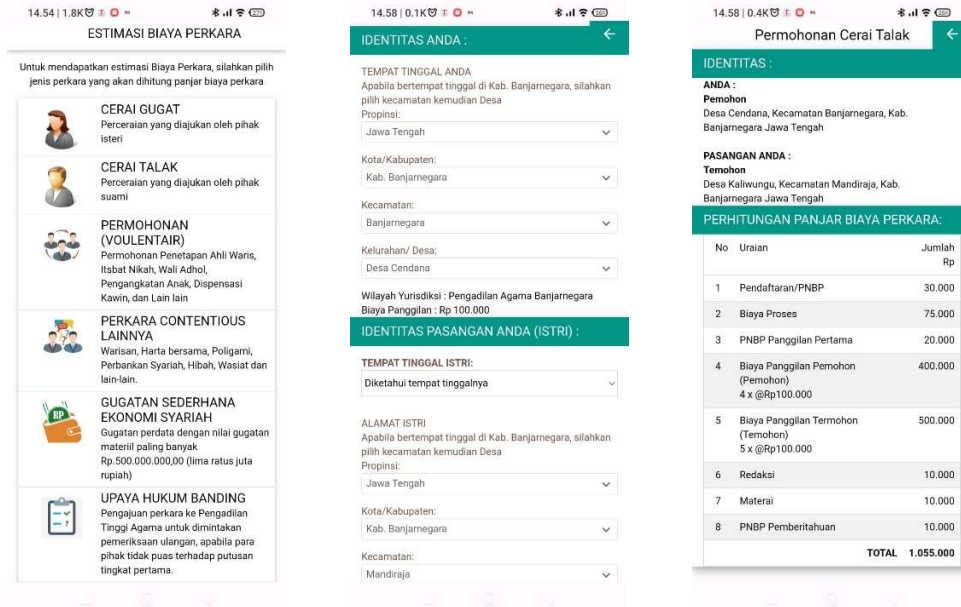 14.54 | 1.8K
ESTIMASI BIAYA PERKARA
Untuk mendapatkan estimasi Biaya Perkara, silahkan pilih
jenis perkara yang akan dihitung panjar biaya perkara
CERAI GUGAT
Perceraian yang diajukan oleh pihak
isteri
CERAI TALAK
Perceraian yang diajukan oleh pihak
suami
PERMOHONAN
(VOULENTAIR)
Permohonan Penetapan Ahli Waris,
Itsbat Nikah, Wali Adhol,
Pengangkatan Anak, Dispensasi
Kawin, dan Lain lain
PERKARA CONTENTIOUS
LAINNYA
Warisan, Harta bersama, Poligami,
Perbankan Syariah, Hibah, Wasiat dan
lain-lain.
RP
GUGATAN SEDERHANA
EKONOMI SYARIAH
Gugatan perdata dengan nilai gugatan
materiil paling banyak
Rp.500.000.000,00 (lima ratus juta
rupiah)
UPAYA HUKUM BANDING
Pengajuan perkara ke Pengadilan
Tinggi Agama untuk dimintakan
pemeriksaan ulangan, apabila para
pihak tidak puas terhadap putusan
tingkat pertama.
14.58 | 0.1K
IDENTITAS ANDA :
TEMPAT TINGGAL ANDA
Apabila bertempat tinggal di Kab. Banjarnegara, silahkan
pilih kecamatan kemudian Desa
Propinsi:
Jawa Tengah
Kota/Kabupaten:
Kab. Banjarnegara
Kecamatan:
Banjarnegara
Kelurahan/ Desa:
Desa Cendana
Wilayah Yurisdiksi : Pengadilan Agama Banjarnegara
Biaya Panggilan : Rp 100.000
IDENTITAS PASANGAN ANDA (ISTRI) :
TEMPAT TINGGAL ISTRI:
Diketahui tempat tinggalnya
ALAMAT ISTRI
Apabila bertempat tinggal di Kab. Banjarnegara, silahkan
pilih kecamatan kemudian Desa
Propinsi:
Jawa Tengah
Kota/Kabupaten:
Kab. Banjarnegara
Kecamatan:
Mandiraja
14.58 | 0.4K
Permohonan Cerai Talak
IDENTITAS :
ANDA :
Pemohon
Desa Cendana, Kecamatan Banjarnegara, Kab.
Banjarnegara Jawa Tengah
PASANGAN ANDA :
Temohon
Desa Kaliwungu, Kecamatan Mandiraja, Kab.
Banjarnegara Jawa Tengah
PERHITUNGAN PANJAR BIAYA PERKARA:
No Uraian Jumlah
Rp
1 Pendaftaran/PNBP 30.000
2 Biaya Proses 75.000
3 PNBP Panggilan Pertama 20.000
4 Biaya Panggilan Pemohon 400.000
(Pemohon)
4 x @Rp100.000
5 Biaya Panggilan Termohon 500.000
(Temohon)
5 x @Rp100.000
6 Redaksi 10.000
7 Materai 10.000
8 PNBP Pemberitahuan 10.000
TOTAL 1.055.000